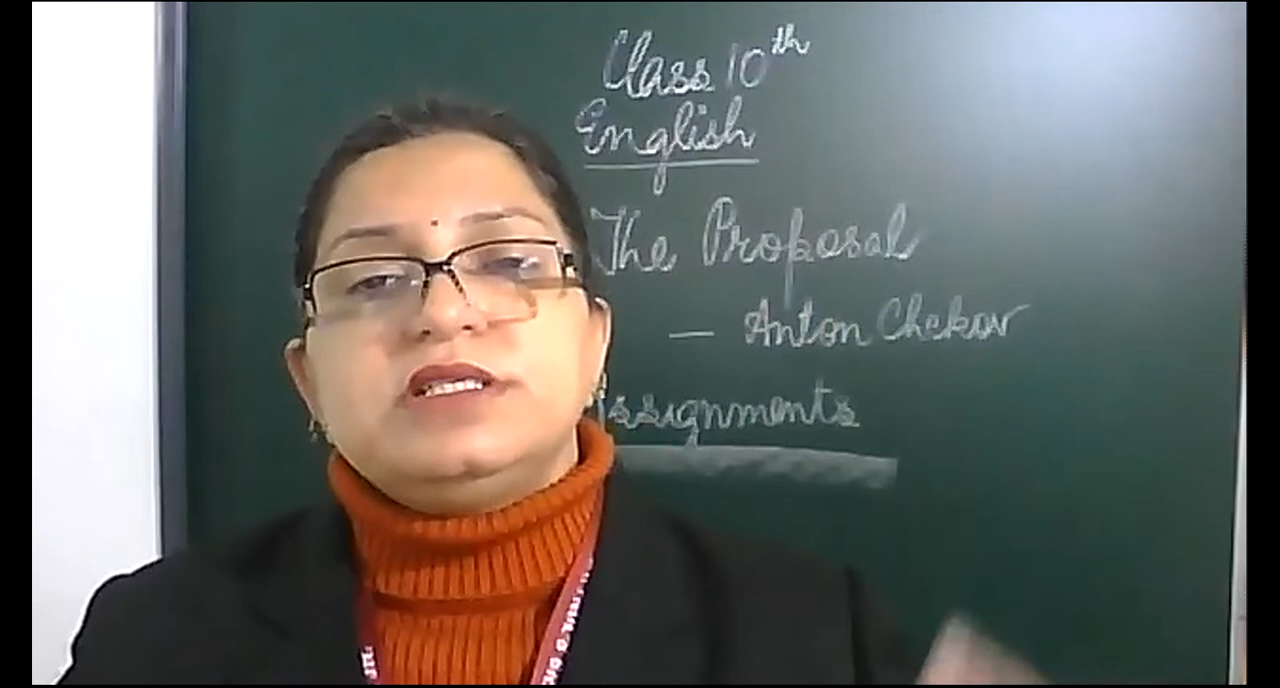 Class 10th
English
The Proposal
— Anton Chekov
ssignments